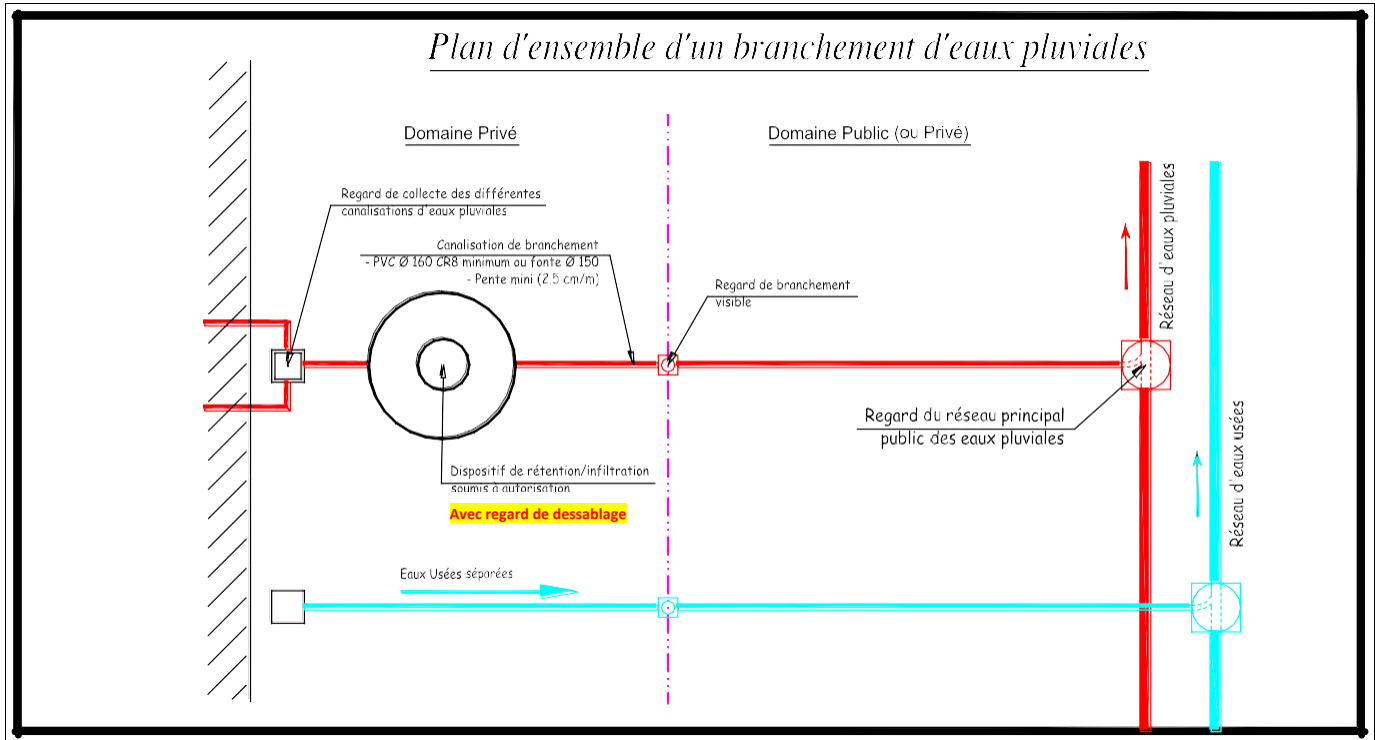 Plan d'ensemble d'un branchement d'eaux pluviales
Domaine Privé
Domaine Public (ou Privé)
Regard de collecte des différentes
canalisations d'eaux pluviales
Canalisation de branchement
- PVC Ø 160 CR8 minimum ou fonte Ø 150
- Pente mini (2.5 cm/m)
Regard de branchement
visible
Réseau d'eaux pluviales
Regard du réseau principal
public des eaux pluviales
Réseau d'eaux usées
Dispositif de rétention/infiltration
soumis à autorisation
Avec regard de dessablage
Eaux Usées séparées